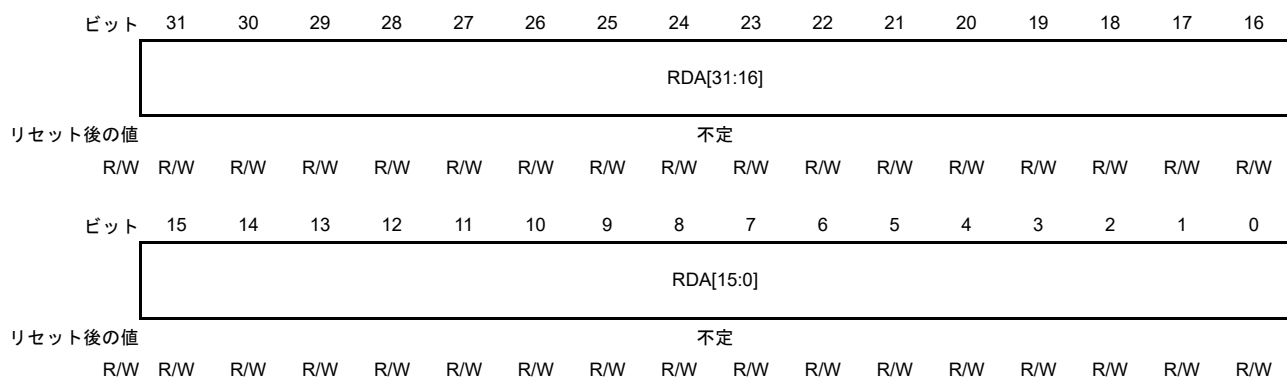 ビット 31 30 29 28 27 26 25 24 23 22 21 20 19 18 17 16
RDA[31:16]
リセット後の値 不定
R/W R/W R/W R/W R/W R/W R/W R/W R/W R/W R/W R/W R/W R/W R/W R/W R/W
ビット 15 14 13 12 11 10 9 8 7 6 5 4 3 2 1 0
RDA[15:0]
リセット後の値 不定
R/W R/W R/W R/W R/W R/W R/W R/W R/W R/W R/W R/W R/W R/W R/W R/W R/W